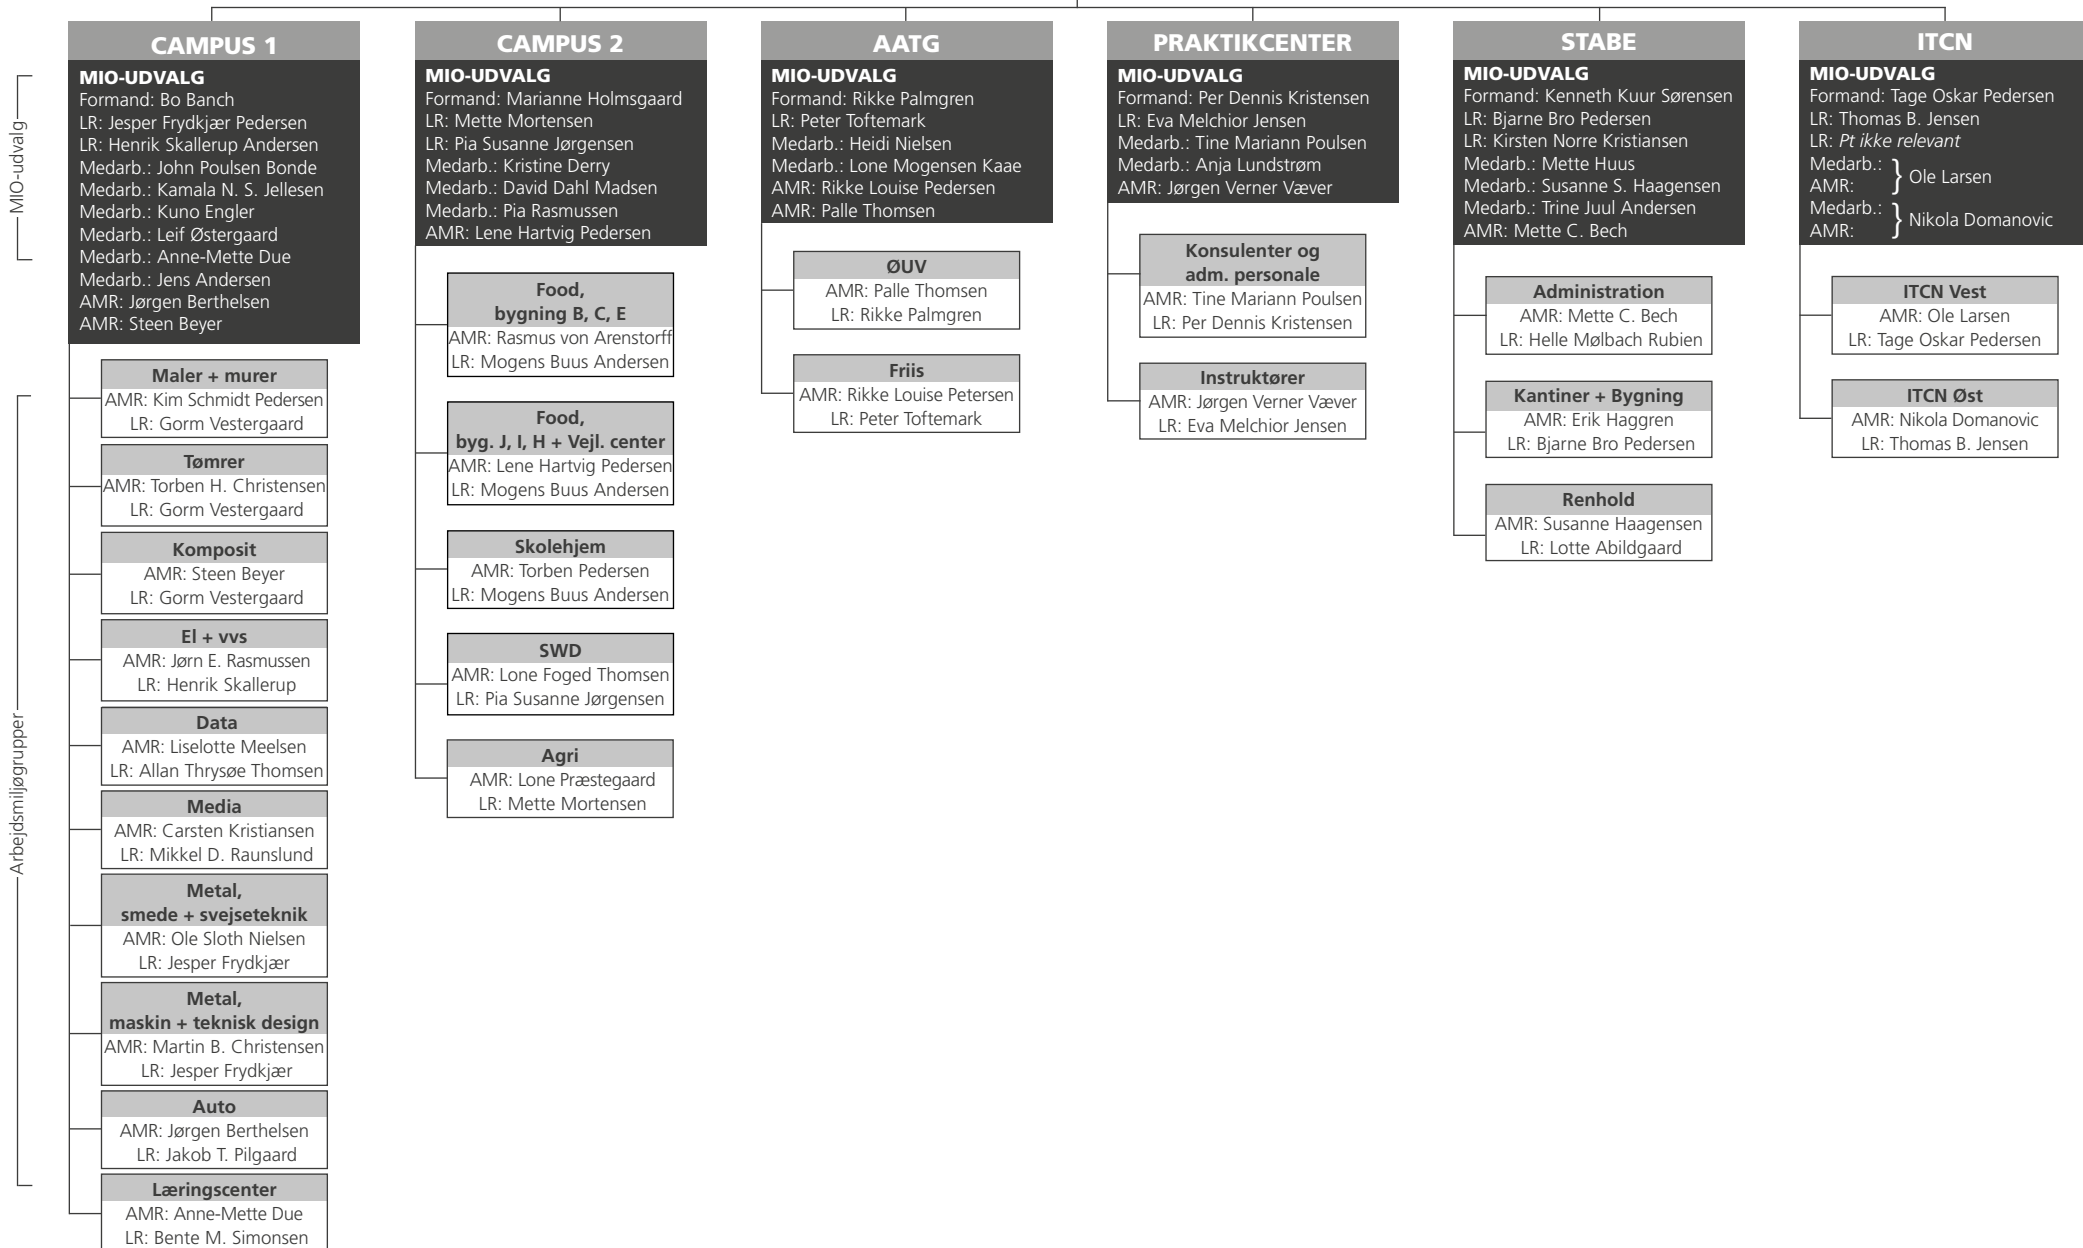 MIO-udvalg
Arbejdsmiljøgrupper
CAMPUS 1
MIO-UDVALG
Formand: Bo Banch
LR: Jesper Frydkjær Pedersen
LR: Henrik Skallerup Andersen
Medarb.: John Poulsen Bonde
Medarb.: Kamala N. S. Jellesen
Medarb.: Kuno Engler
Medarb.: Leif Østergaard
Medarb.: Anne-Mette Due
Medarb.: Jens Andersen
AMR: Jørgen Berthelsen
AMR: Steen Beyer
Maler + murer
AMR: Kim Schmidt Pedersen
LR: Gorm Vestergaard
Tømrer
AMR: Torben H. Christensen
LR: Gorm Vestergaard
Komposit
AMR: Steen Beyer
LR: Gorm Vestergaard
El + vvs
AMR: Jørn E. Rasmussen
LR: Henrik Skallerup
Data
AMR: Liselotte Meelsen
LR: Allan Thrysøe Thomsen
Media
AMR: Carsten Kristiansen
LR: Mikkel D. Raunslund
Metal,
smede + svejseteknik
AMR: Ole Sloth Nielsen
LR: Jesper Frydkjær
Metal,
maskin + teknisk design
AMR: Martin B. Christensen
LR: Jesper Frydkjær
Auto
AMR: Jørgen Berthelsen
LR: Jakob T. Pilgaard
Læringscenter
AMR: Anne-Mette Due
LR: Bente M. Simonsen
CAMPUS 2
MIO-UDVALG
Formand: Marianne Holmsgaard
LR: Mette Mortensen
LR: Pia Susanne Jørgensen
Medarb.: Kristine Derry
Medarb.: David Dahl Madsen
Medarb.: Pia Rasmussen
AMR: Lene Hartvig Pedersen
Food,
bygning B, C, E
AMR: Rasmus von Arenstorff
LR: Mogens Buus Andersen
Food,
byg. J, I, H + Vejl. center
AMR: Lene Hartvig Pedersen
LR: Mogens Buus Andersen
Skolehjem
AMR: Torben Pedersen
LR: Mogens Buus Andersen
SWD
AMR: Lone Foged Thomsen
LR: Pia Susanne Jørgensen
Agri
AMR: Lone Præstegaard
LR: Mette Mortensen
AATG
MIO-UDVALG
Formand: Rikke Palmgren
LR: Peter Toftemark
Medarb.: Heidi Nielsen
Medarb.: Lone Mogensen Kaae
AMR: Rikke Louise Pedersen
AMR: Palle Thomsen
ØUV
AMR: Palle Thomsen
LR: Rikke Palmgren
Friis
AMR: Rikke Louise Petersen
LR: Peter Toftemark
PRAKTIKCENTER
MIO-UDVALG
Formand: Per Dennis Kristensen
LR: Eva Melchior Jensen
Medarb.: Tine Mariann Poulsen
Medarb.: Anja Lundstrøm
AMR: Jørgen Verner Væver
Konsulenter og
adm. personale
AMR: Tine Mariann Poulsen
LR: Per Dennis Kristensen
Instruktører
AMR: Jørgen Verner Væver
LR: Eva Melchior Jensen
STABE
MIO-UDVALG
Formand: Kenneth Kuur Sørensen
LR: Bjarne Bro Pedersen
LR: Kirsten Norre Kristiansen
Medarb.: Mette Huus
Medarb.: Susanne S. Haagensen
Medarb.: Trine Juul Andersen
AMR: Mette C. Bech
Administration
AMR: Mette C. Bech
LR: Helle Mølbach Rubien
Kantiner + Bygning
AMR: Erik Haggren
LR: Bjarne Bro Pedersen
Renhold
AMR: Susanne Haagensen
LR: Lotte Abildgaard
ITCN
MIO-UDVALG
Formand: Tage Oskar Pedersen
LR: Thomas B. Jensen
LR: Pt ikke relevant
Medarb.:
AMR:
} Ole Larsen
Medarb.:
AMR:
} Nikola Domanovic
ITCN Vest
AMR: Ole Larsen
LR: Tage Oskar Pedersen
ITCN Øst
AMR: Nikola Domanovic
LR: Thomas B. Jensen